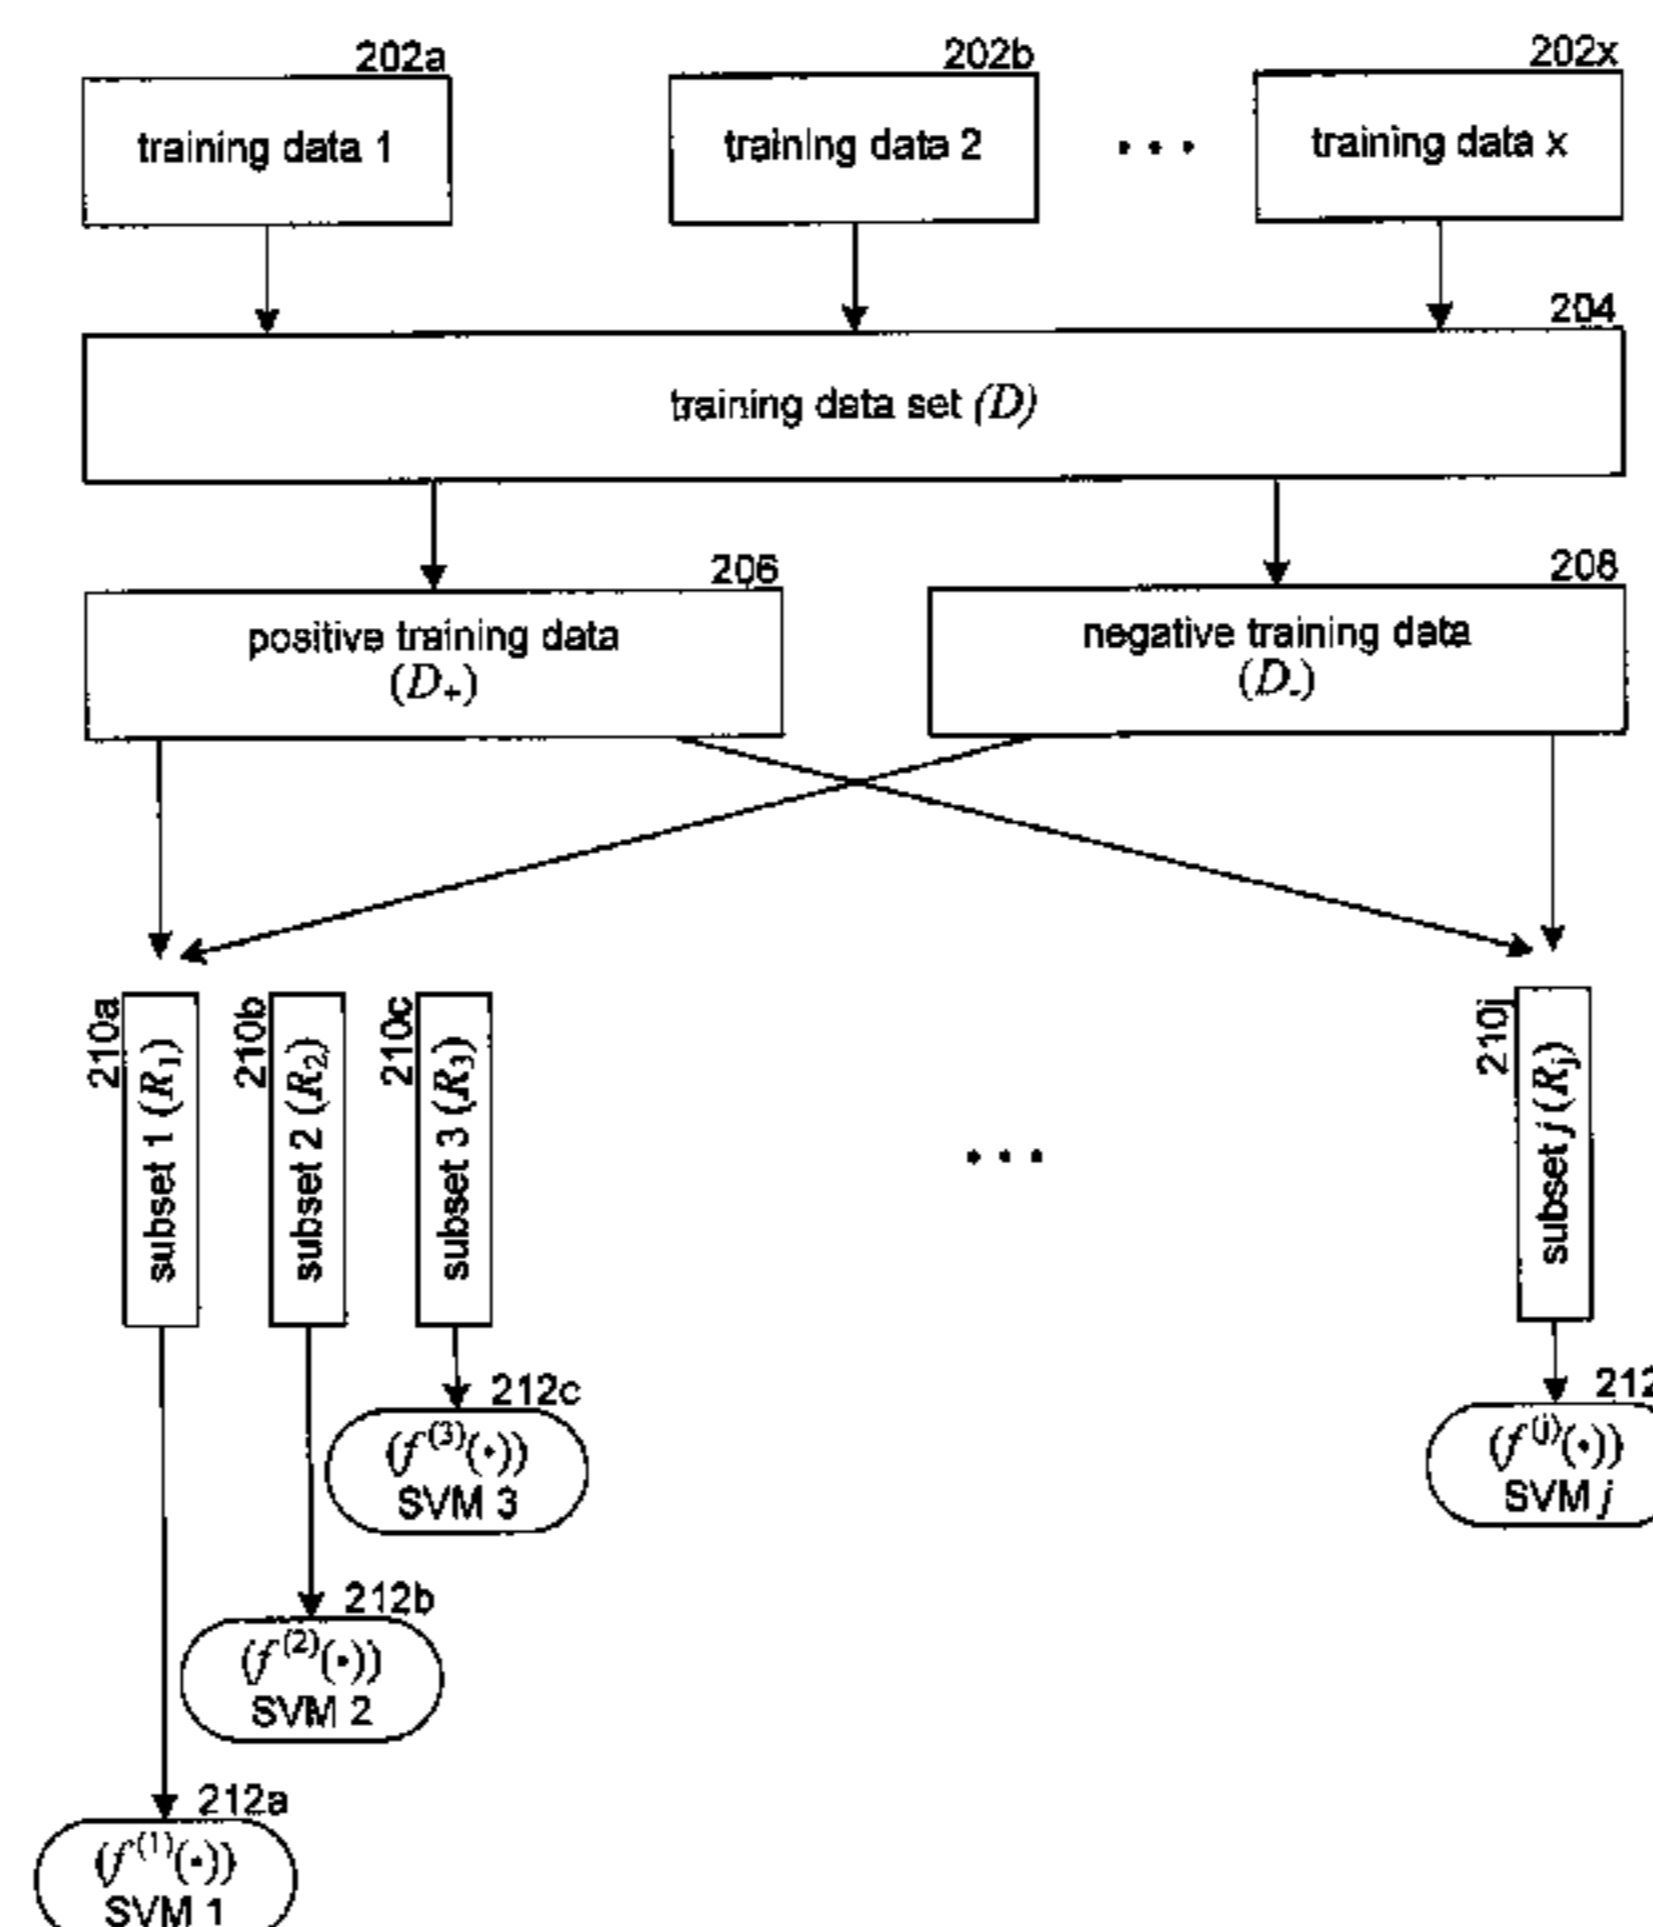 202a
202b
202x
training data 1
training data 2
• • •
training data x
204
training data set (D)
206
208
positive training data
(D₊)
negative training data
(D₋)
210a
subset 1 (R₁)
210b
subset 2 (R₂)
210c
subset 3 (R₃)
• • •
210j
subset j (Rⱼ)
212c
(f⁽³⁾(•))
SVM 3
212
(f⁽ʲ⁾(•))
SVM j
212b
(f⁽²⁾(•))
SVM 2
212a
(f⁽¹⁾(•))
SVM 1